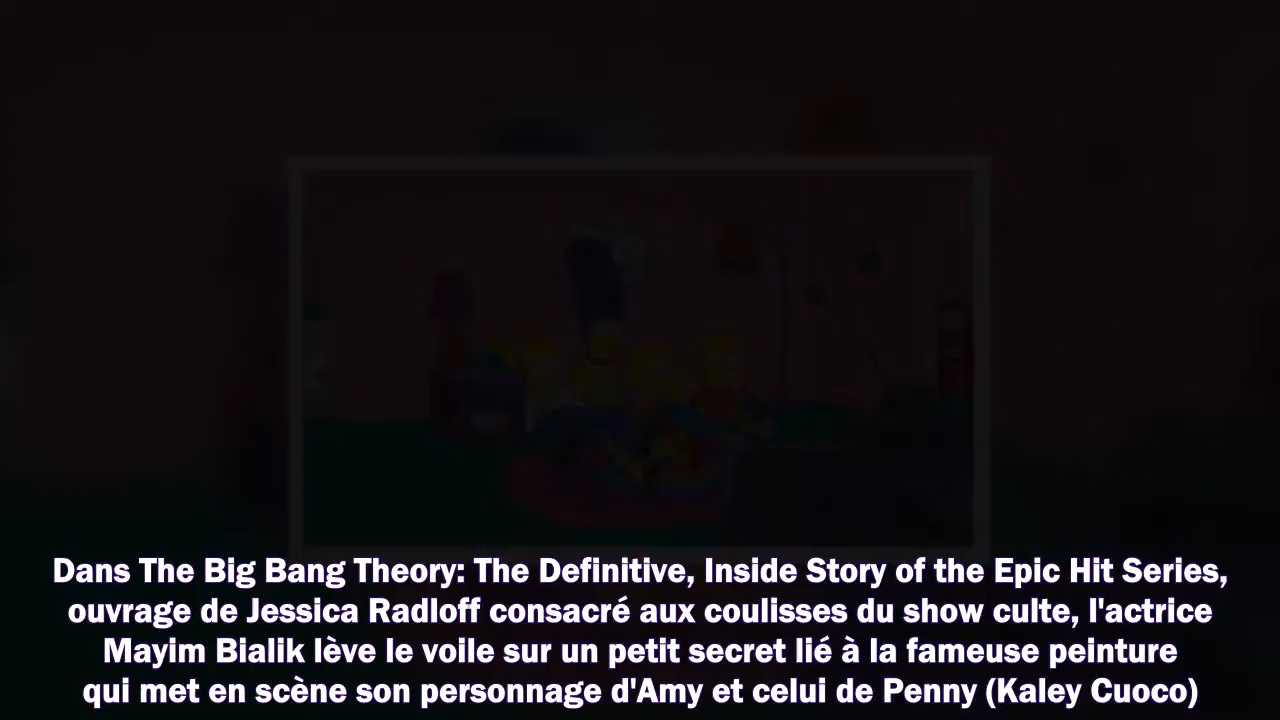 Dans The Big Bang Theory: The Definitive, Inside Story of the Epic Hit Series,
ouvrage de Jessica Radloff consacré aux coulisses du show culte, l'actrice
Mayim Bialik lève le voile sur un petit secret lié à la fameuse peinture
qui met en scène son personnage d'Amy et celui de Penny (Kaley Cuoco)